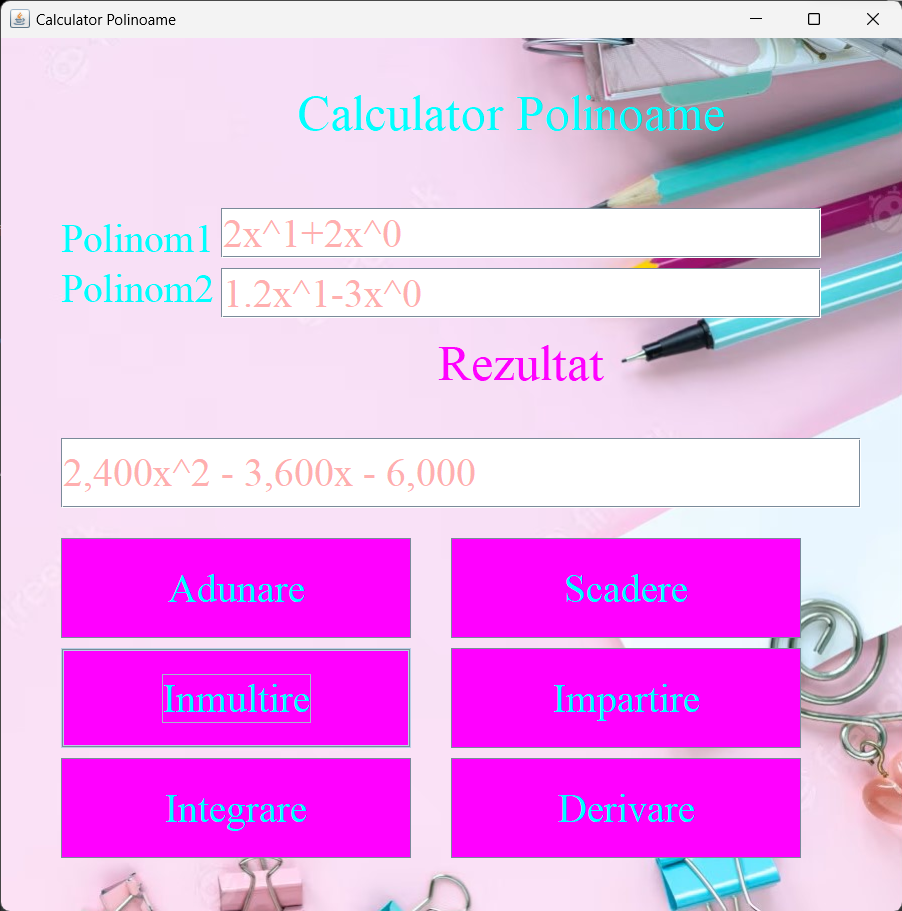 Calculator Polinoame
Calculator Polinoame
Polinom1 2x^1+2x^0
Polinom2 1.2x^1-3x^0
Rezultat
2,400x^2 - 3,600x - 6,000
Adunare Scadere
Inmultire Impartire
Integrare Derivare